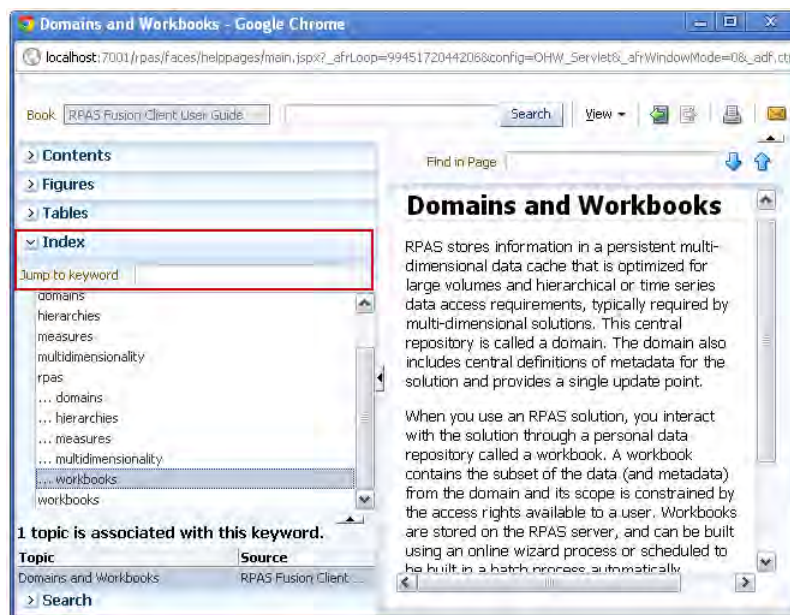 Domains and Workbooks - Google Chrome
localhost:7001/rpas/faces/helppages/main.jspx?_afrLoop=99451720442068&config=OHW_Servlet&_afrWindowMode=0&_adf.ct
Book RPAS Fusion Client User Guide
Search
View
Contents
Figures
Tables
Index
Jump to keyword
domains
hierarchies
measures
multidimensionality
rpas
... domains
... hierarchies
... measures
... multidimensionality
... workbooks
workbooks
1 topic is associated with this keyword.
Topic Source
Domains and Workbooks RPAS Fusion Client ...
Search
Find in Page
Domains and Workbooks
RPAS stores information in a persistent multi-
dimensional data cache that is optimized for
large volumes and hierarchical or time series
data access requirements, typically required by
multi-dimensional solutions. This central
repository is called a domain. The domain also
includes central definitions of metadata for the
solution and provides a single update point.
When you use an RPAS solution, you interact
with the solution through a personal data
repository called a workbook. A workbook
contains the subset of the data (and metadata)
from the domain and its scope is constrained by
the access rights available to a user. Workbooks
are stored on the RPAS server, and can be built
using an online wizard process or scheduled to
be built in a batch process automatically